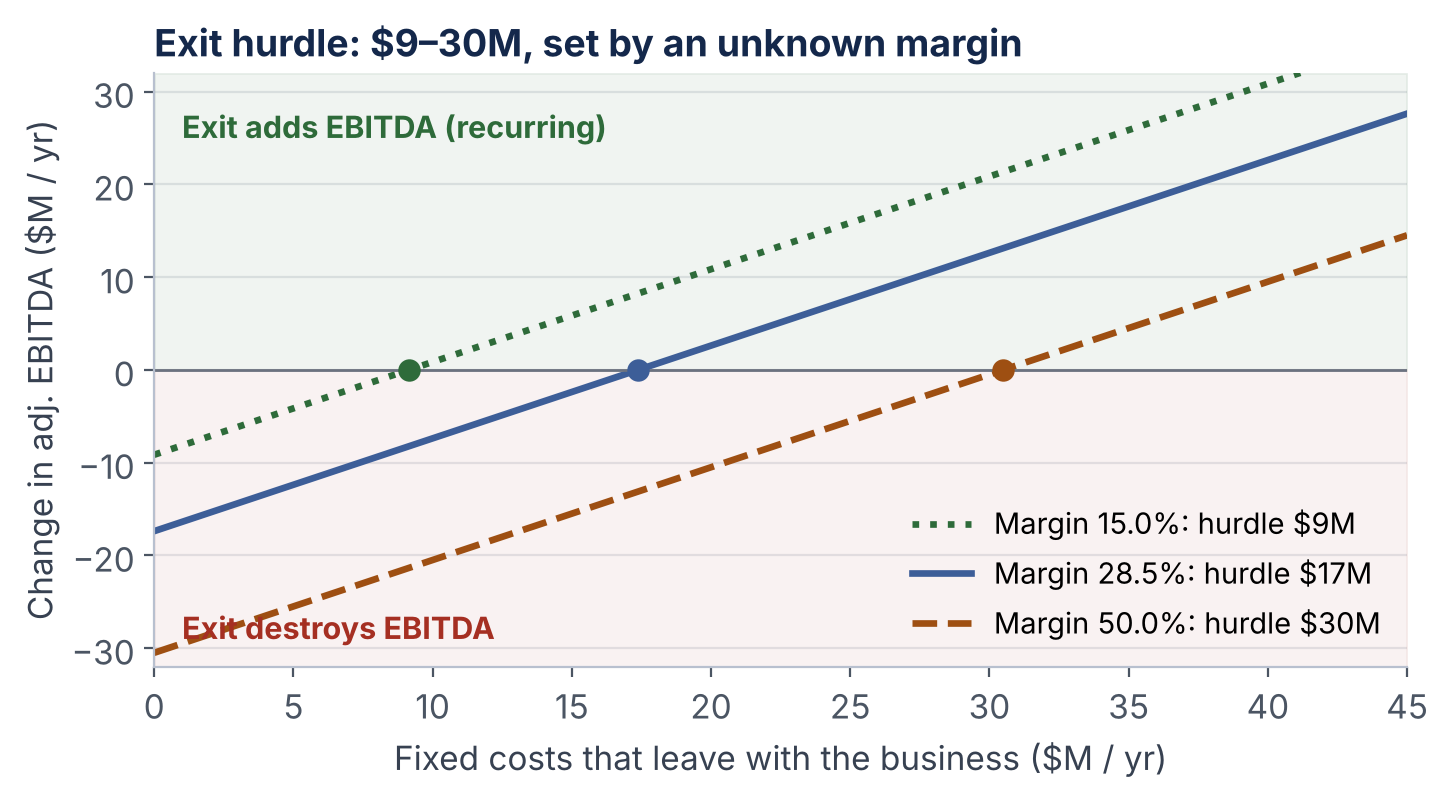 Exit hurdle: $9–30M, set by an unknown margin
Change in adj. EBITDA ($M / yr)
30
20
10
0
−10
−20
−30
Exit adds EBITDA (recurring)
Exit destroys EBITDA
Margin 15.0%: hurdle $9M
Margin 28.5%: hurdle $17M
Margin 50.0%: hurdle $30M
0 5 10 15 20 25 30 35 40 45
Fixed costs that leave with the business ($M / yr)